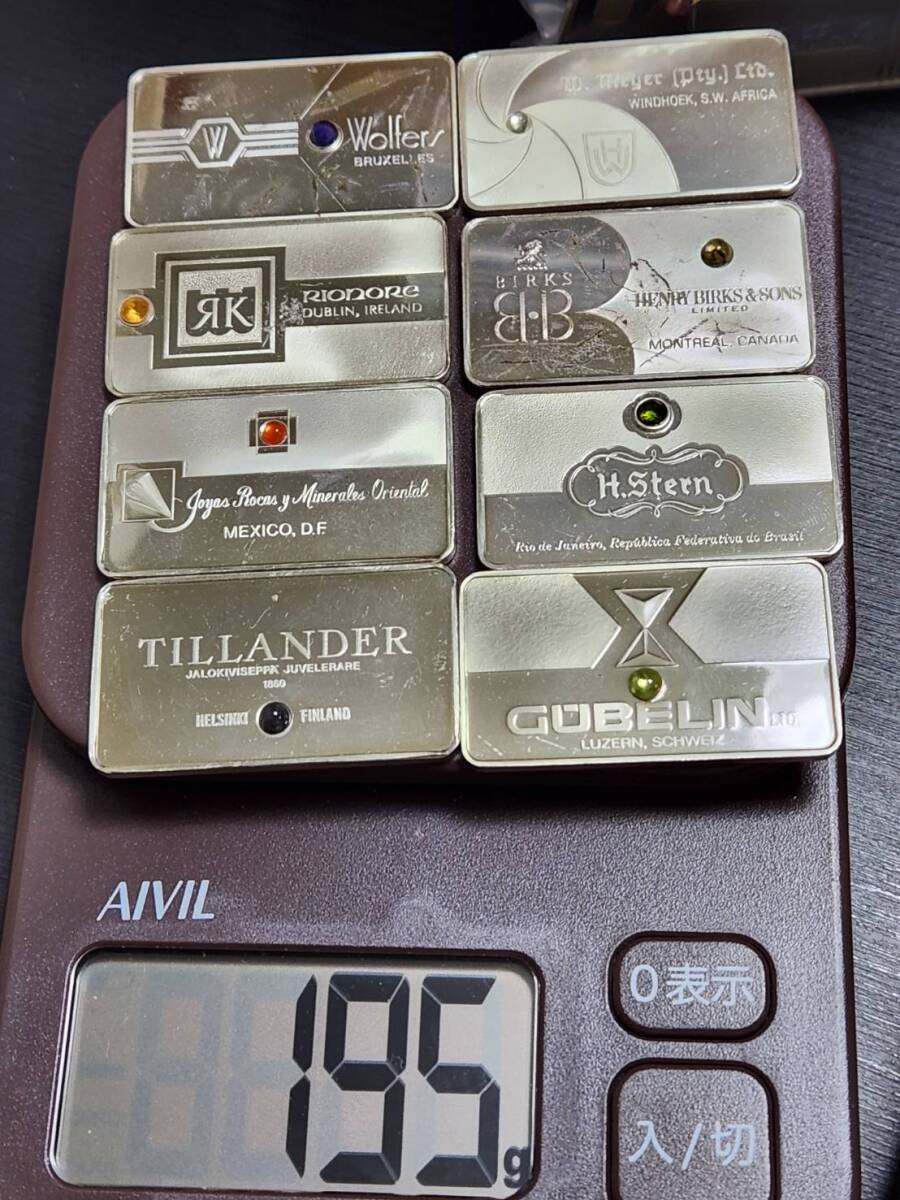 W
Wolfers
BRUXELLES
W. Meyer (Pty.) Ltd.
WINDHOEK, S.W. AFRICA
RK
RIONORE
DUBLIN, IRELAND
BIRKS
HENRY BIRKS & SONS
LIMITED
MONTREAL, CANADA
Joyas Rocas y Minerales Oriental
MEXICO, D.F.
H.Stern
Rio de Janeiro, República Federativa do Brasil
TILLANDER
JALOKIVISEPPÄ JUVELERARE
1860
HELSINKI FINLAND
GÜBELIN LTD.
LUZERN, SCHWEIZ
AIVIL
195 g
0表示
入/切